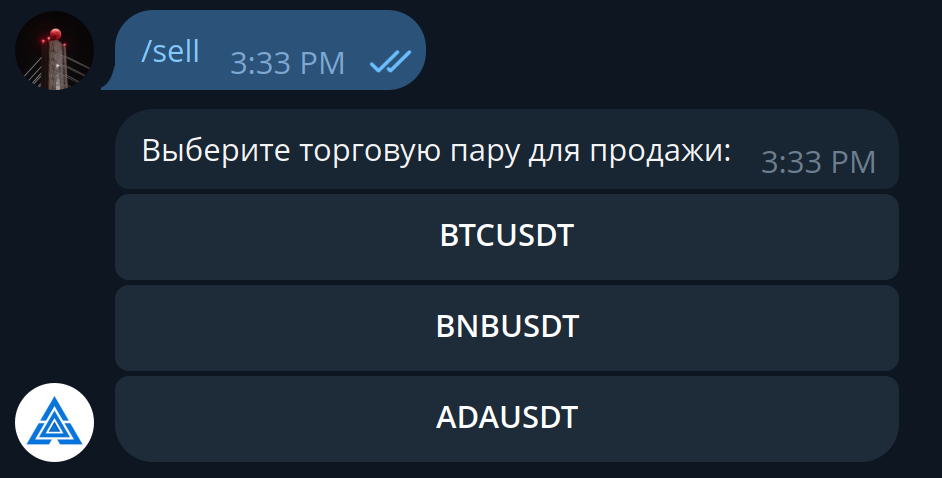 /sell 3:33 PM
Выберите торговую пару для продажи: 3:33 PM
BTCUSDT
BNBUSDT
ADAUSDT